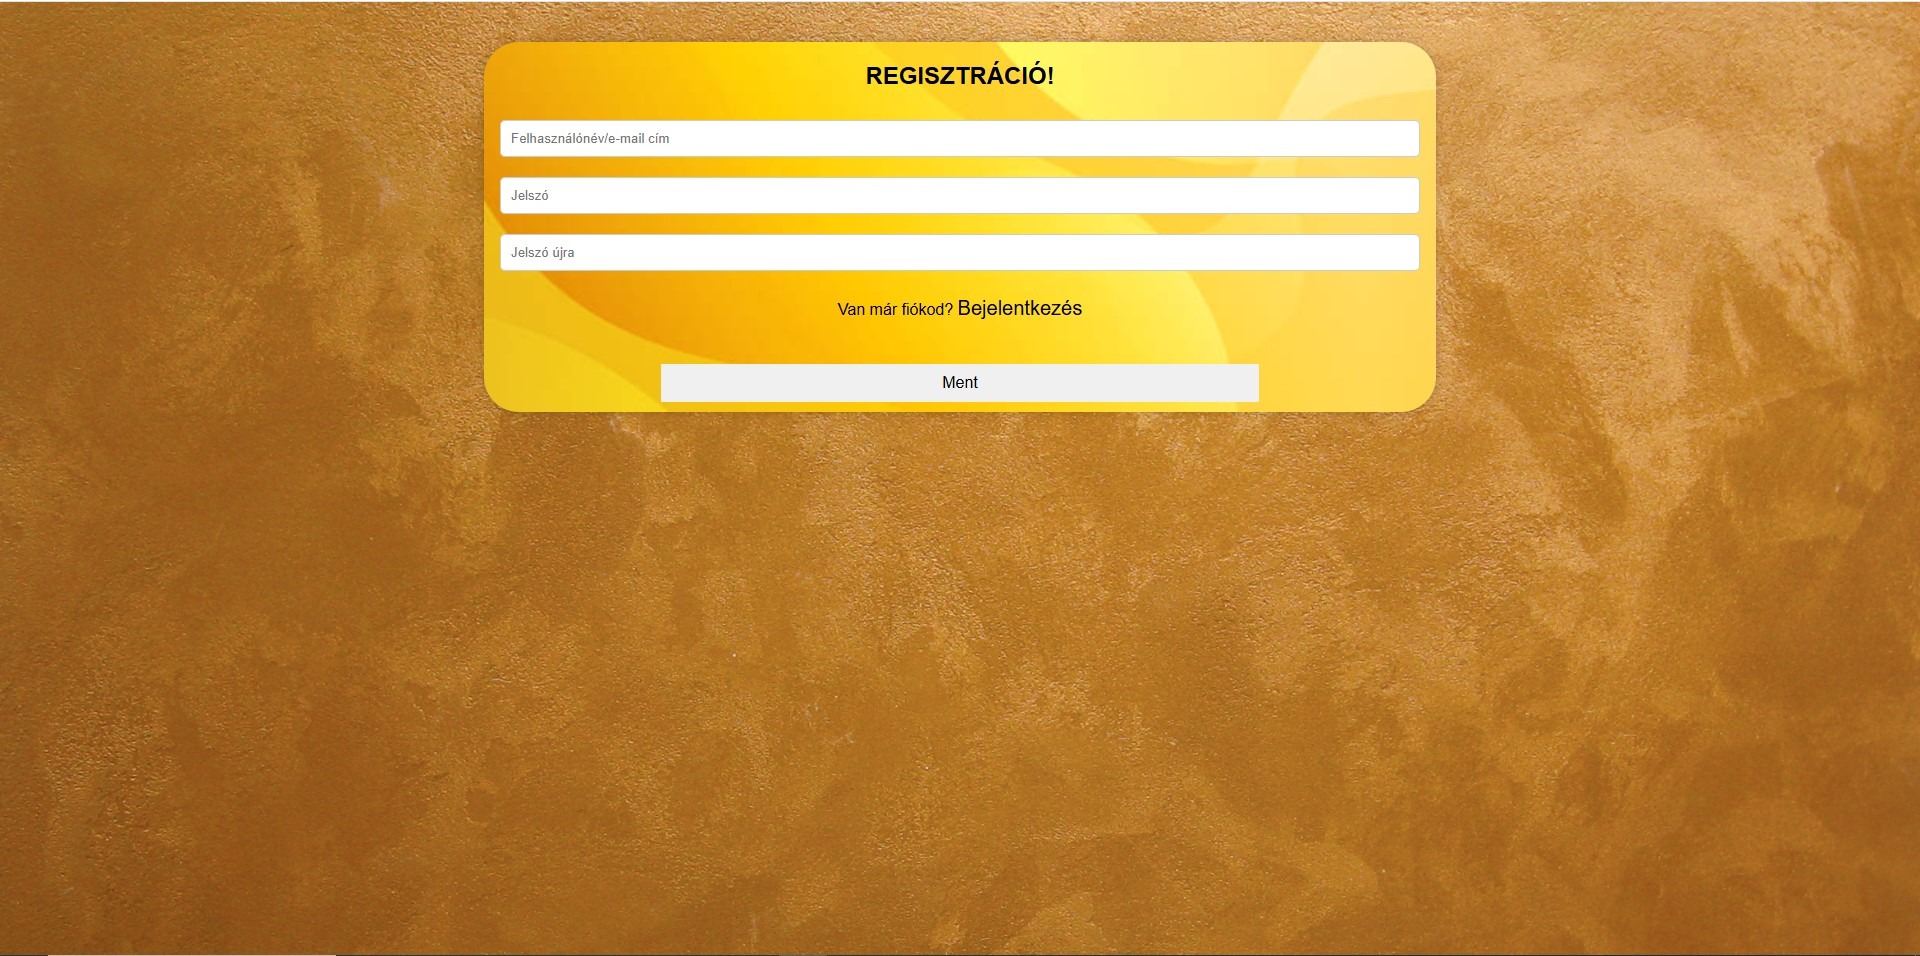 REGISZTRÁCIÓ!
Felhasználónév/e-mail cím
Jelszó
Jelszó újra
Van már fiókod? Bejelentkezés
Ment